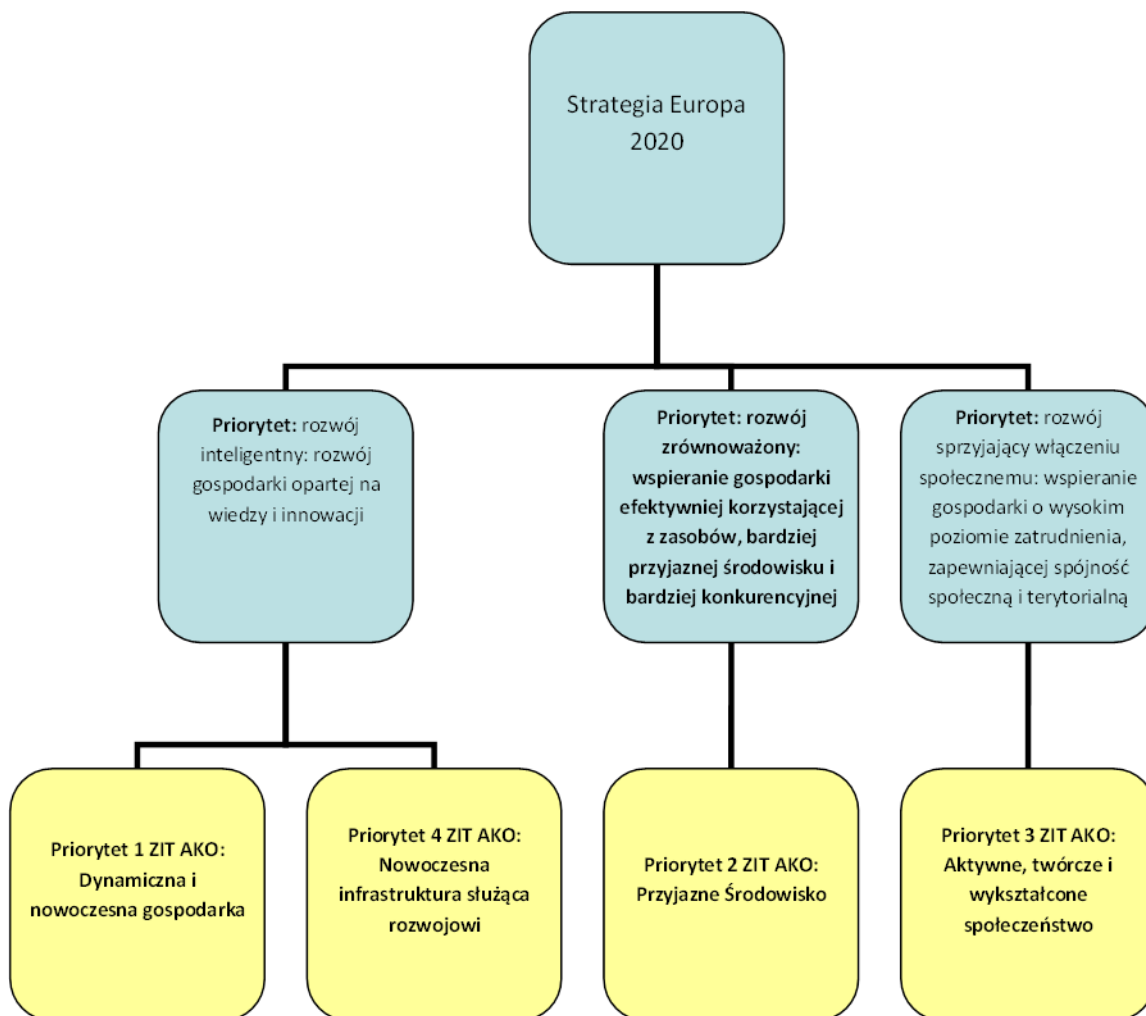 Strategia Europa
2020
Priorytet: rozwój
inteligentny: rozwój
gospodarki opartej na
wiedzy i innowacji
Priorytet: rozwój
zrównoważony:
wspieranie gospodarki
efektywniej korzystającej
z zasobów, bardziej
przyjaznej środowisku i
bardziej konkurencyjnej
Priorytet: rozwój
sprzyjający włączeniu
społecznemu: wspieranie
gospodarki o wysokim
poziomie zatrudnienia,
zapewniającej spójność
społeczną i terytorialną
Priorytet 1 ZIT AKO:
Dynamiczna i
nowoczesna gospodarka
Priorytet 4 ZIT AKO:
Nowoczesna
infrastruktura służąca
rozwojowi
Priorytet 2 ZIT AKO:
Przyjazne Środowisko
Priorytet 3 ZIT AKO:
Aktywne, twórcze i
wykształcone
społeczeństwo